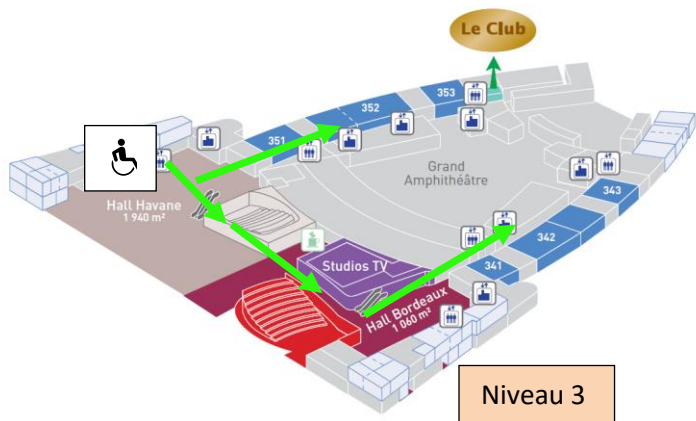 Le Club
353
352
351
Grand
Amphithéâtre
343
Hall Havane
1 940 m²
342
Studios TV
341
Hall Bordeaux
1 060 m²
Niveau 3